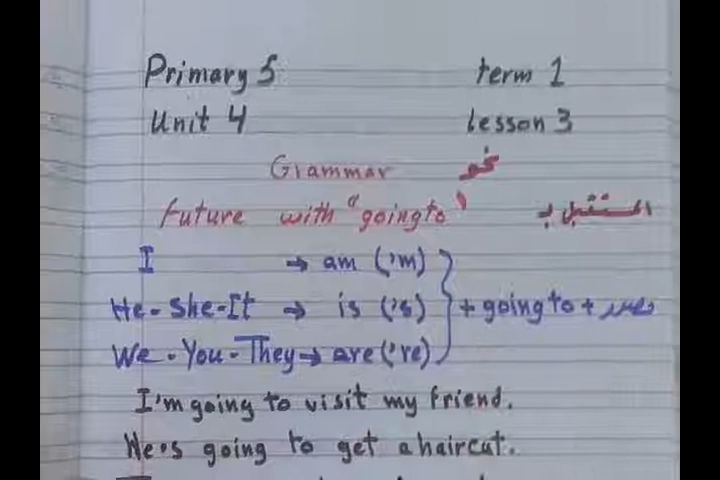 Primary 5 term 1
Unit 4 lesson 3
Grammar نحو
future with "going to" المستقبل بـ
I → am ('m)
He - She - It → is ('s) } + going to + مصدر
We - You - They → are ('re)
I'm going to visit my friend.
He's going to get a haircut.